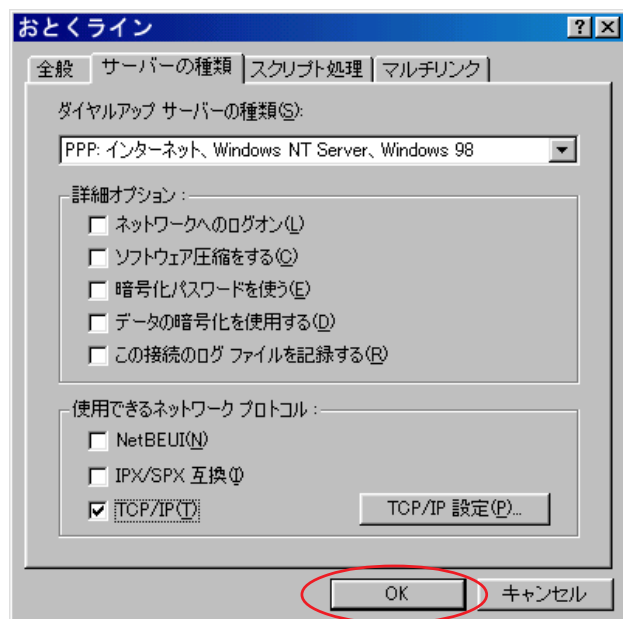 おとくライン
全般 サーバーの種類 スクリプト処理 マルチリンク
ダイヤルアップ サーバーの種類(S):
PPP: インターネット、Windows NT Server、Windows 98
詳細オプション：
ネットワークへのログオン(L)
ソフトウェア圧縮をする(C)
暗号化パスワードを使う(E)
データの暗号化を使用する(D)
この接続のログ ファイルを記録する(R)
使用できるネットワーク プロトコル：
NetBEUI(N)
IPX/SPX 互換(I)
TCP/IP(T) TCP/IP 設定(P)...
OK キャンセル